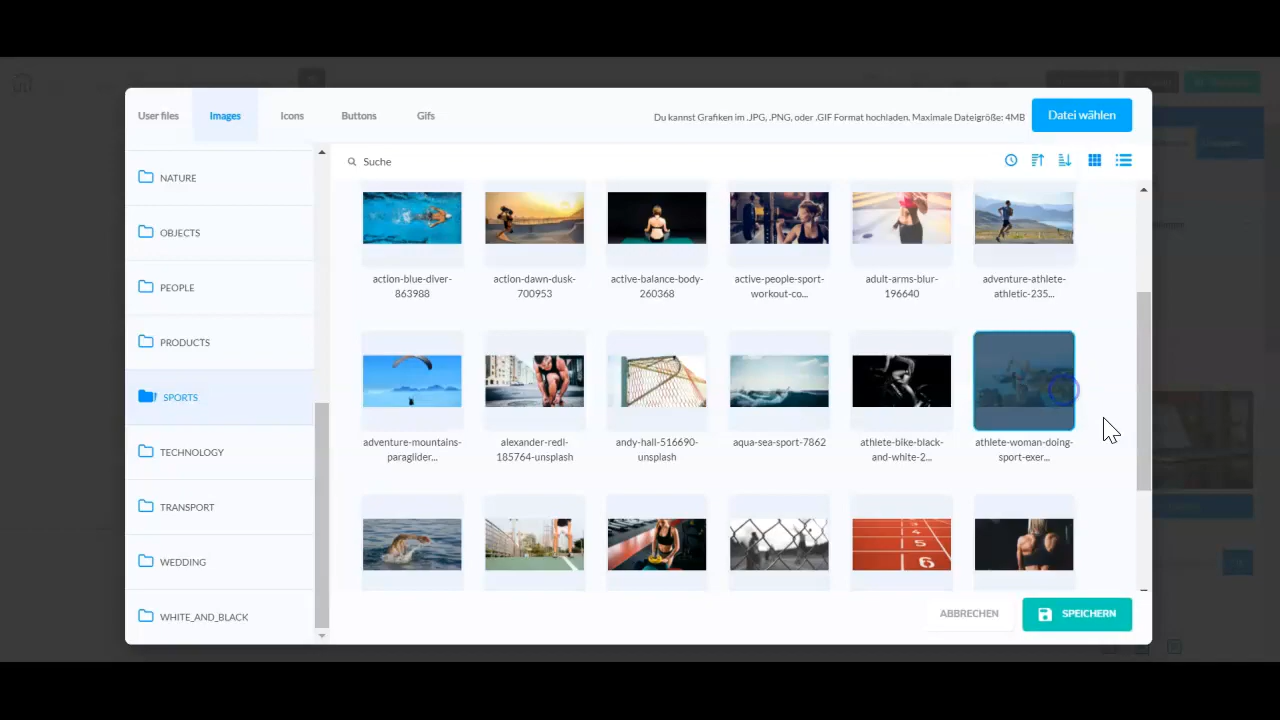 User files
Images
Icons
Buttons
Gifs
Du kannst Grafiken im .JPG, .PNG, oder .GIF Format hochladen. Maximale Dateigröße: 4MB
Datei wählen
Suche
NATURE
OBJECTS
PEOPLE
PRODUCTS
SPORTS
TECHNOLOGY
TRANSPORT
WEDDING
WHITE_AND_BLACK
action-blue-diver-
863988
action-dawn-dusk-
700953
active-balance-body-
260368
active-people-sport-
workout-co...
adult-arms-blur-
196640
adventure-athlete-
athletic-235...
adventure-mountains-
paraglider...
alexander-redl-
185764-unsplash
andy-hall-516690-
unsplash
aqua-sea-sport-7862
athlete-bike-black-
and-white-2...
athlete-woman-doing-
sport-exer...
4
5
6
ABBRECHEN
SPEICHERN